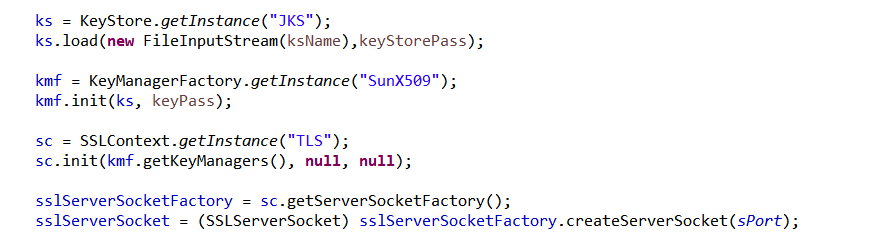 ks = KeyStore.getInstance("JKS");
ks.load(new FileInputStream(ksName),keyStorePass);
kmf = KeyManagerFactory.getInstance("SunX509");
kmf.init(ks, keyPass);
sc = SSLContext.getInstance("TLS");
sc.init(kmf.getKeyManagers(), null, null);
sslServerSocketFactory = sc.getServerSocketFactory();
sslServerSocket = (SSLServerSocket) sslServerSocketFactory.createServerSocket(sPort);